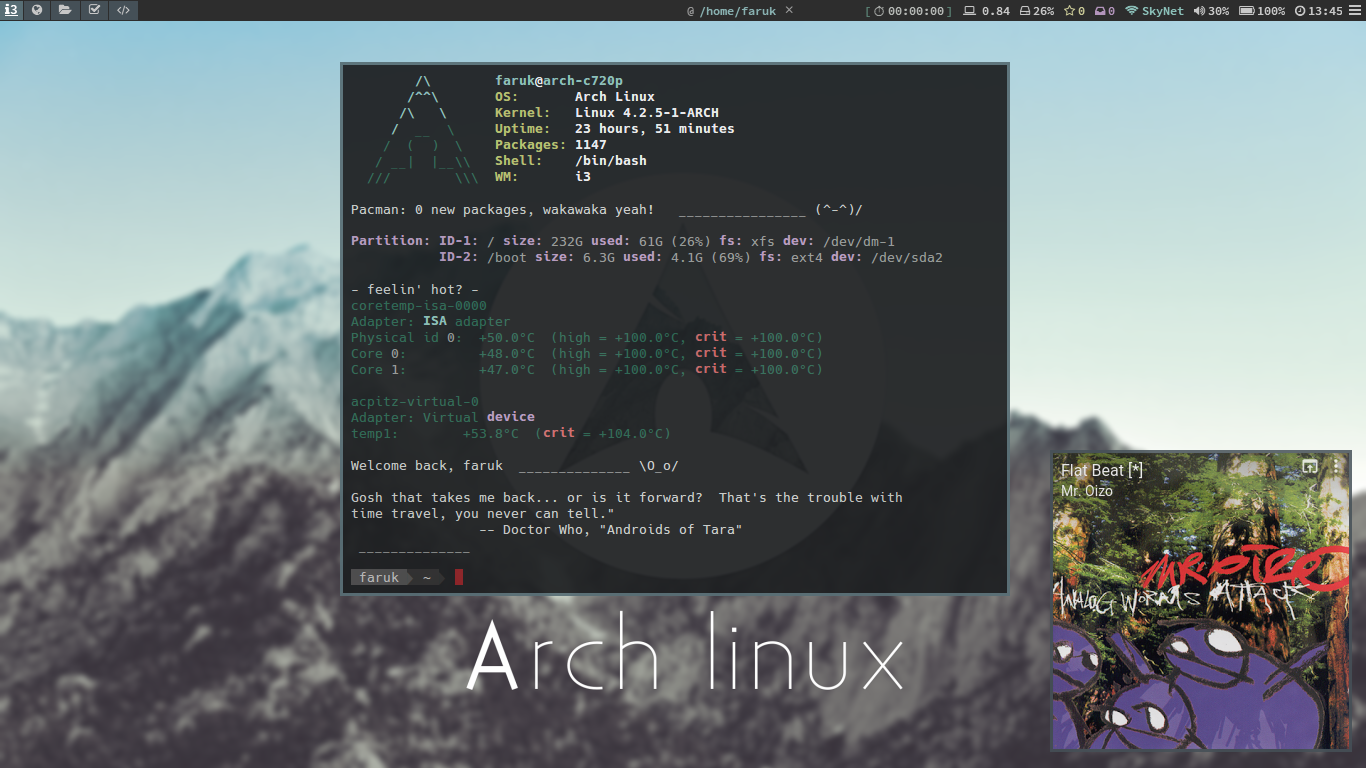 i3
@ /home/faruk ×
[ 00:00:00 ] 0.84 26% 0 0 SkyNet 30% 100% 13:45
/\
/^^\
/\   \
/  __  \
/  (  )  \
/ __|  |__\\
///        \\\
faruk@arch-c720p
OS: Arch Linux
Kernel: Linux 4.2.5-1-ARCH
Uptime: 23 hours, 51 minutes
Packages: 1147
Shell: /bin/bash
WM: i3
Pacman: 0 new packages, wakawaka yeah!   ________________ (^-^)/
Partition: ID-1: / size: 232G used: 61G (26%) fs: xfs dev: /dev/dm-1
ID-2: /boot size: 6.3G used: 4.1G (69%) fs: ext4 dev: /dev/sda2
- feelin' hot? -
coretemp-isa-0000
Adapter: ISA adapter
Physical id 0:  +50.0°C  (high = +100.0°C, crit = +100.0°C)
Core 0:         +48.0°C  (high = +100.0°C, crit = +100.0°C)
Core 1:         +47.0°C  (high = +100.0°C, crit = +100.0°C)
acpitz-virtual-0
Adapter: Virtual device
temp1:        +53.8°C  (crit = +104.0°C)
Welcome back, faruk  ______________ \O_o/
Gosh that takes me back... or is it forward?  That's the trouble with
time travel, you never can tell."
-- Doctor Who, "Androids of Tara"
______________
faruk ~
Arch linux
Flat Beat [*]
Mr. Oizo
MR. OIZO
ANALOG WORMS ATTACK